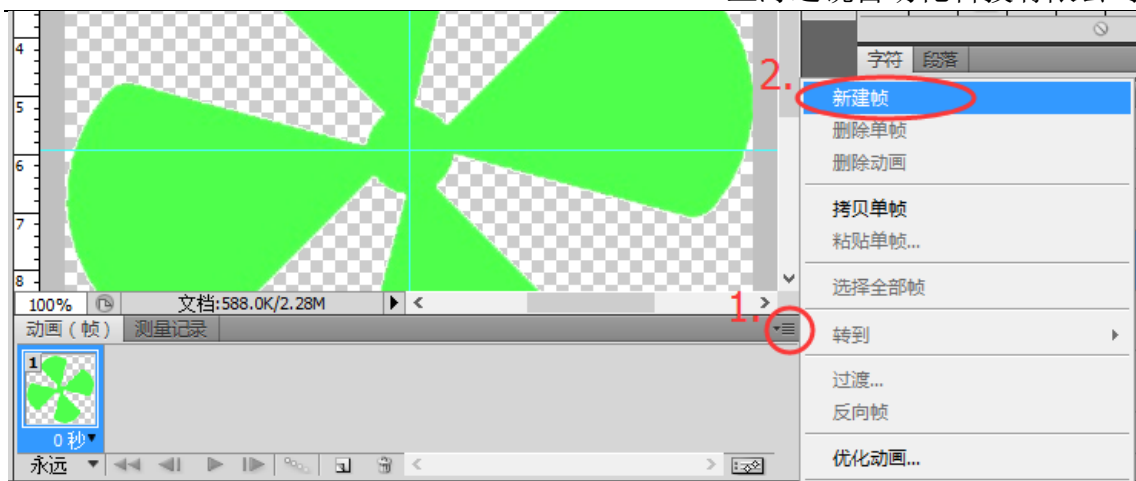 字符 段落
4
5
6
7
8
2.
新建帧
删除单帧
删除动画
拷贝单帧
粘贴单帧...
选择全部帧
转到
过渡...
反向帧
优化动画...
100% 文档:588.0K/2.28M
1.
动画（帧） 测量记录
1
0 秒
永远